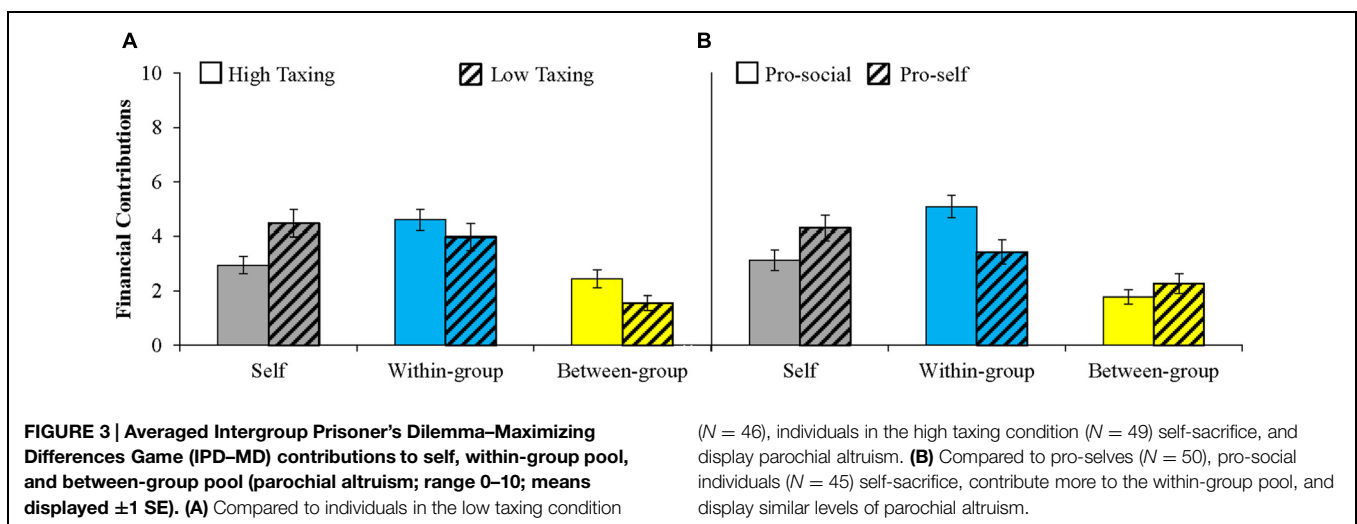 A
B
10
8
6
4
2
0
Financial Contributions
High Taxing
Low Taxing
Pro-social
Pro-self
Self
Within-group
Between-group
Self
Within-group
Between-group
FIGURE 3 | Averaged Intergroup Prisoner’s Dilemma–Maximizing
Differences Game (IPD–MD) contributions to self, within-group pool,
and between-group pool (parochial altruism; range 0–10; means
displayed ±1 SE). (A) Compared to individuals in the low taxing condition
(N = 46), individuals in the high taxing condition (N = 49) self-sacrifice, and
display parochial altruism. (B) Compared to pro-selves (N = 50), pro-social
individuals (N = 45) self-sacrifice, contribute more to the within-group pool, and
display similar levels of parochial altruism.